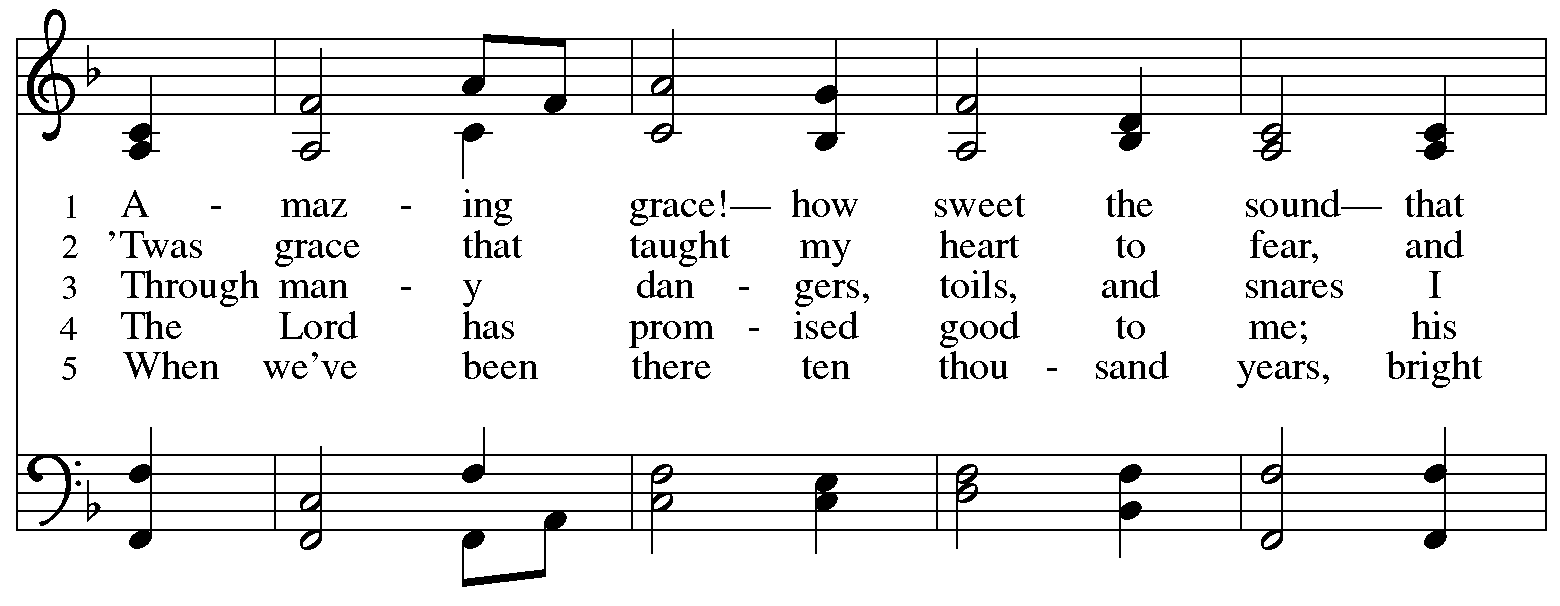 1 A - maz - ing grace!— how sweet the sound— that
2 ’Twas grace that taught my heart to fear, and
3 Through man - y dan - gers, toils, and snares I
4 The Lord has prom - ised good to me; his
5 When we’ve been there ten thou - sand years, bright